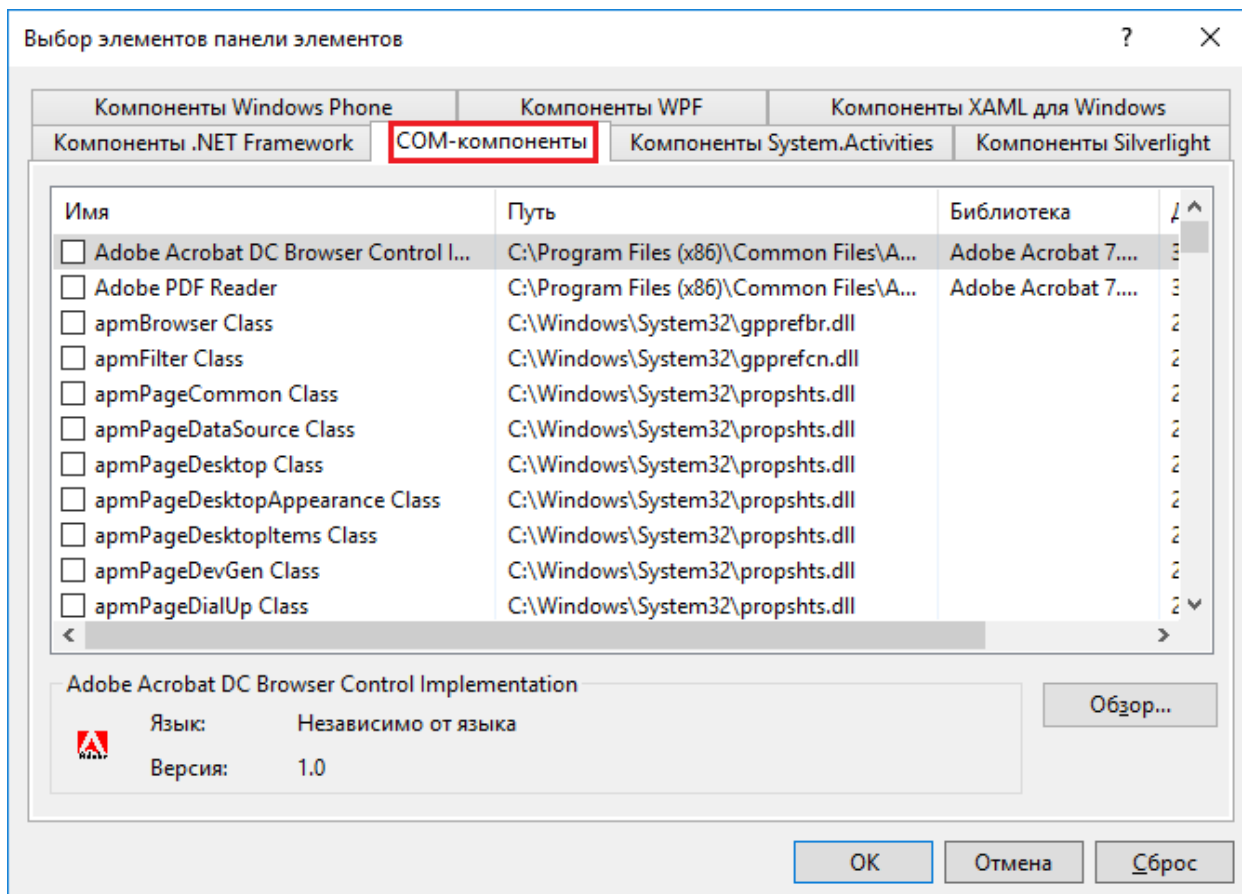 Выбор элементов панели элементов ?
Компоненты Windows Phone Компоненты WPF Компоненты XAML для Windows
Компоненты .NET Framework COM-компоненты Компоненты System.Activities Компоненты Silverlight
Имя Путь Библиотека
Adobe Acrobat DC Browser Control I... C:\Program Files (x86)\Common Files\A... Adobe Acrobat 7....
Adobe PDF Reader C:\Program Files (x86)\Common Files\A... Adobe Acrobat 7....
apmBrowser Class C:\Windows\System32\gpprefbr.dll
apmFilter Class C:\Windows\System32\gpprefcn.dll
apmPageCommon Class C:\Windows\System32\propshts.dll
apmPageDataSource Class C:\Windows\System32\propshts.dll
apmPageDesktop Class C:\Windows\System32\propshts.dll
apmPageDesktopAppearance Class C:\Windows\System32\propshts.dll
apmPageDesktopItems Class C:\Windows\System32\propshts.dll
apmPageDevGen Class C:\Windows\System32\propshts.dll
apmPageDialUp Class C:\Windows\System32\propshts.dll
Adobe Acrobat DC Browser Control Implementation
Обзор...
Язык: Независимо от языка
Adobe
Версия: 1.0
OK Отмена Сброс